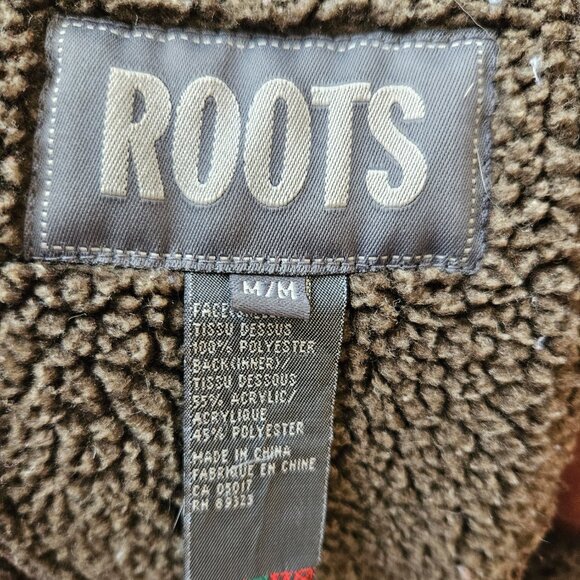 ROOTS
M/M
TISSU DESSUS
100% POLYESTER
BACK(INNER)/
TISSU DESSOUS
55% ACRYLIC/
ACRYLIQUE
45% POLYESTER
MADE IN CHINA
FABRIQUE EN CHINE
CA 05017
RN 69323